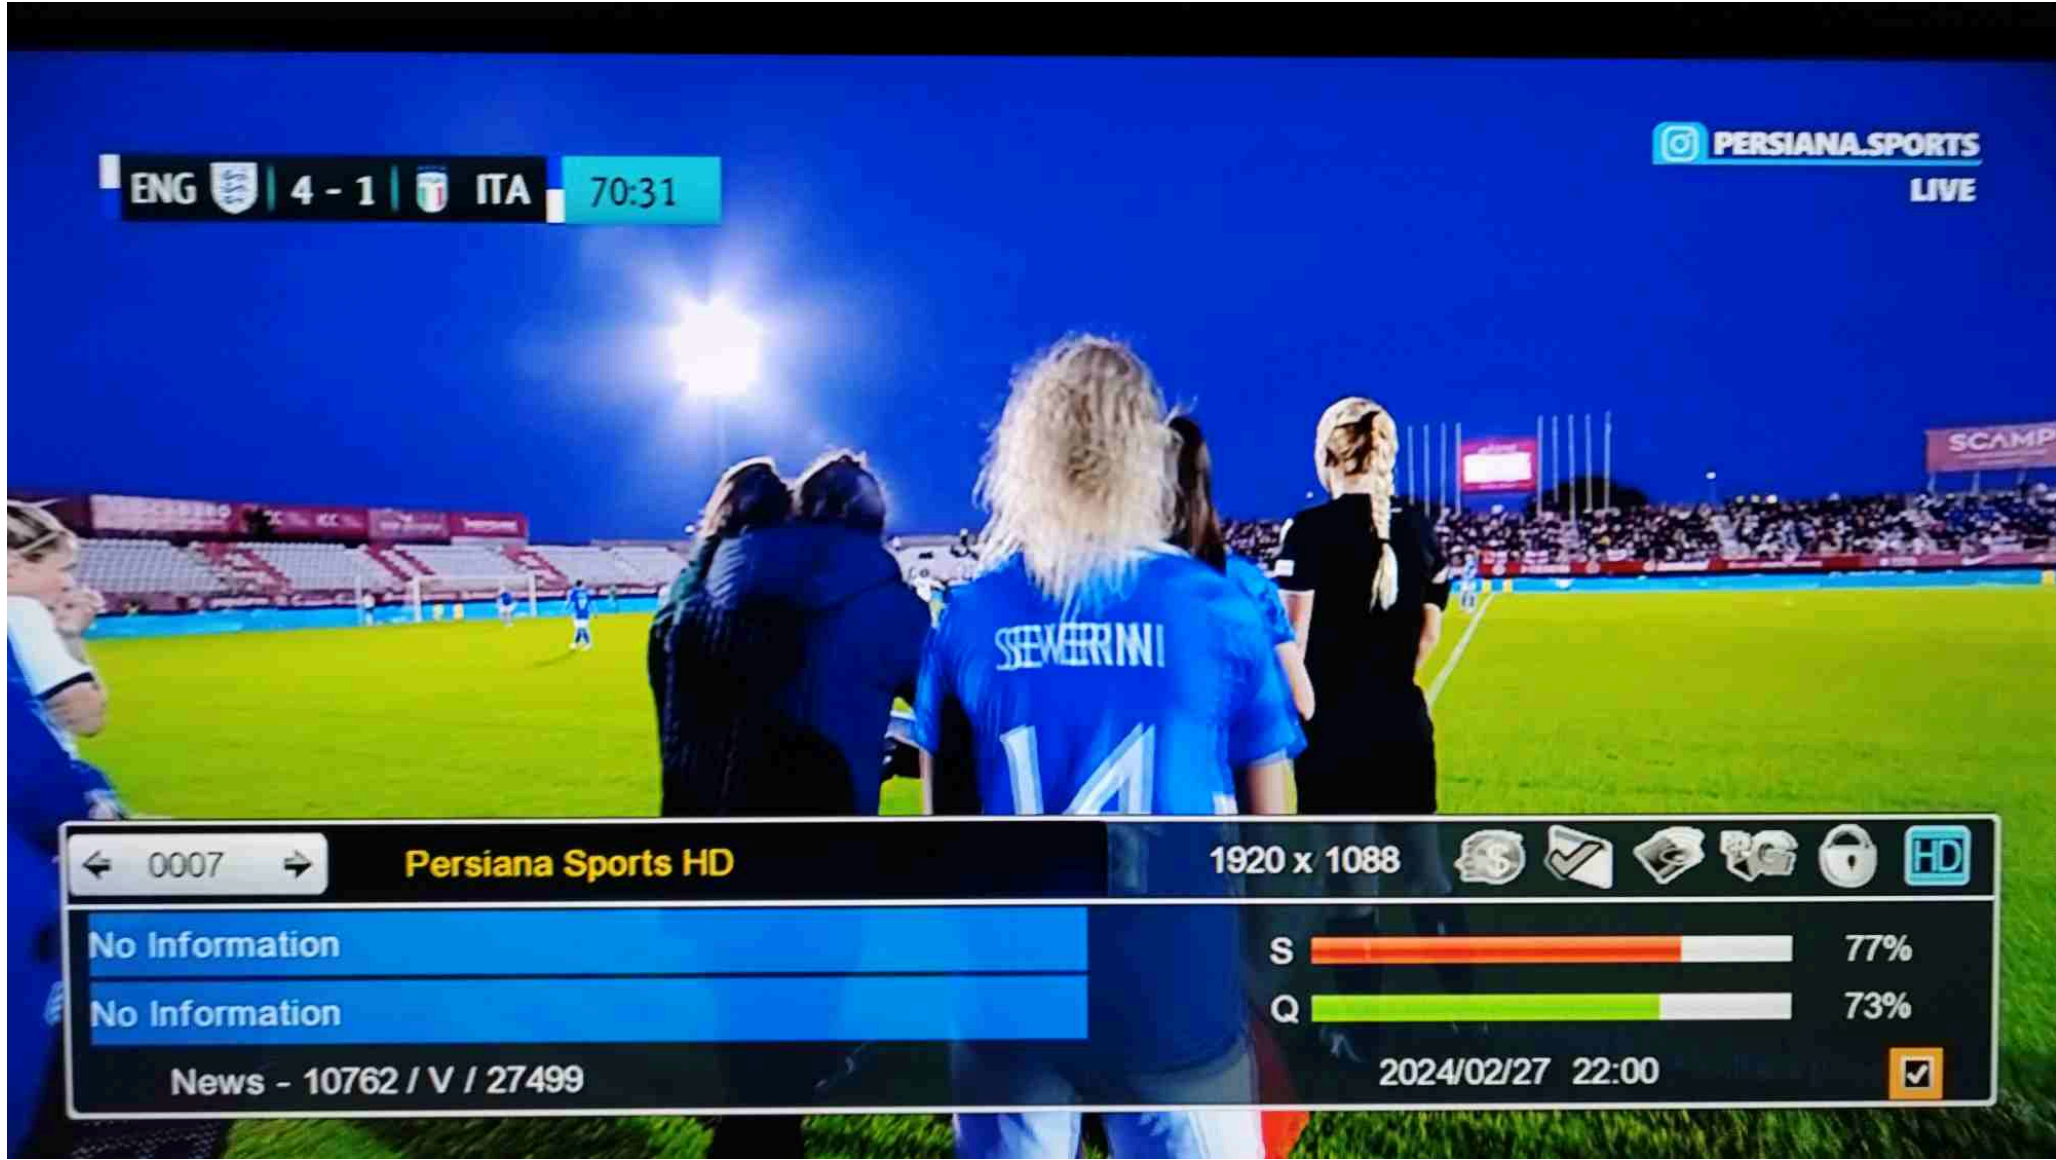 ENG 4 - 1 ITA 70:31
PERSIANA.SPORTS
LIVE
SCAMP
SEVERINI
14
0007 Persiana Sports HD 1920 x 1088 HD
No Information
S 77%
No Information
Q 73%
News - 10762 / V / 27499
2024/02/27 22:00